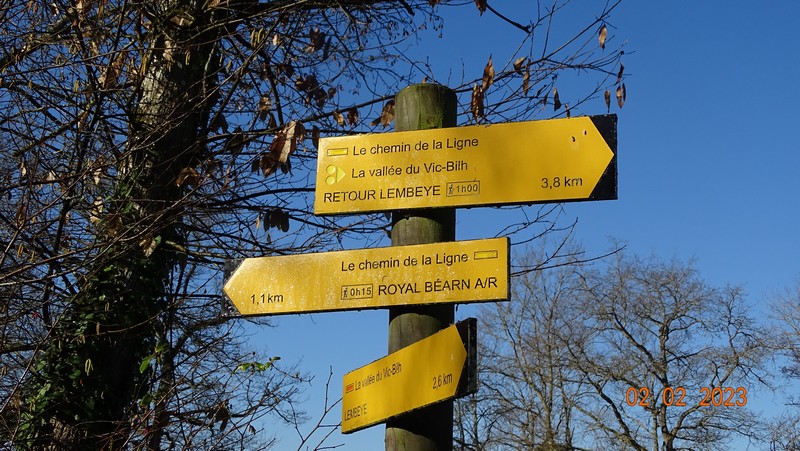 Le chemin de la Ligne
La vallée du Vic-Bilh
RETOUR LEMBEYE 1h00
3,8 km
Le chemin de la Ligne
1,1 km
0h15 ROYAL BÉARN A/R
La vallée du Vic-Bilh
2,6 km
LEMBEYE
02 02 2023